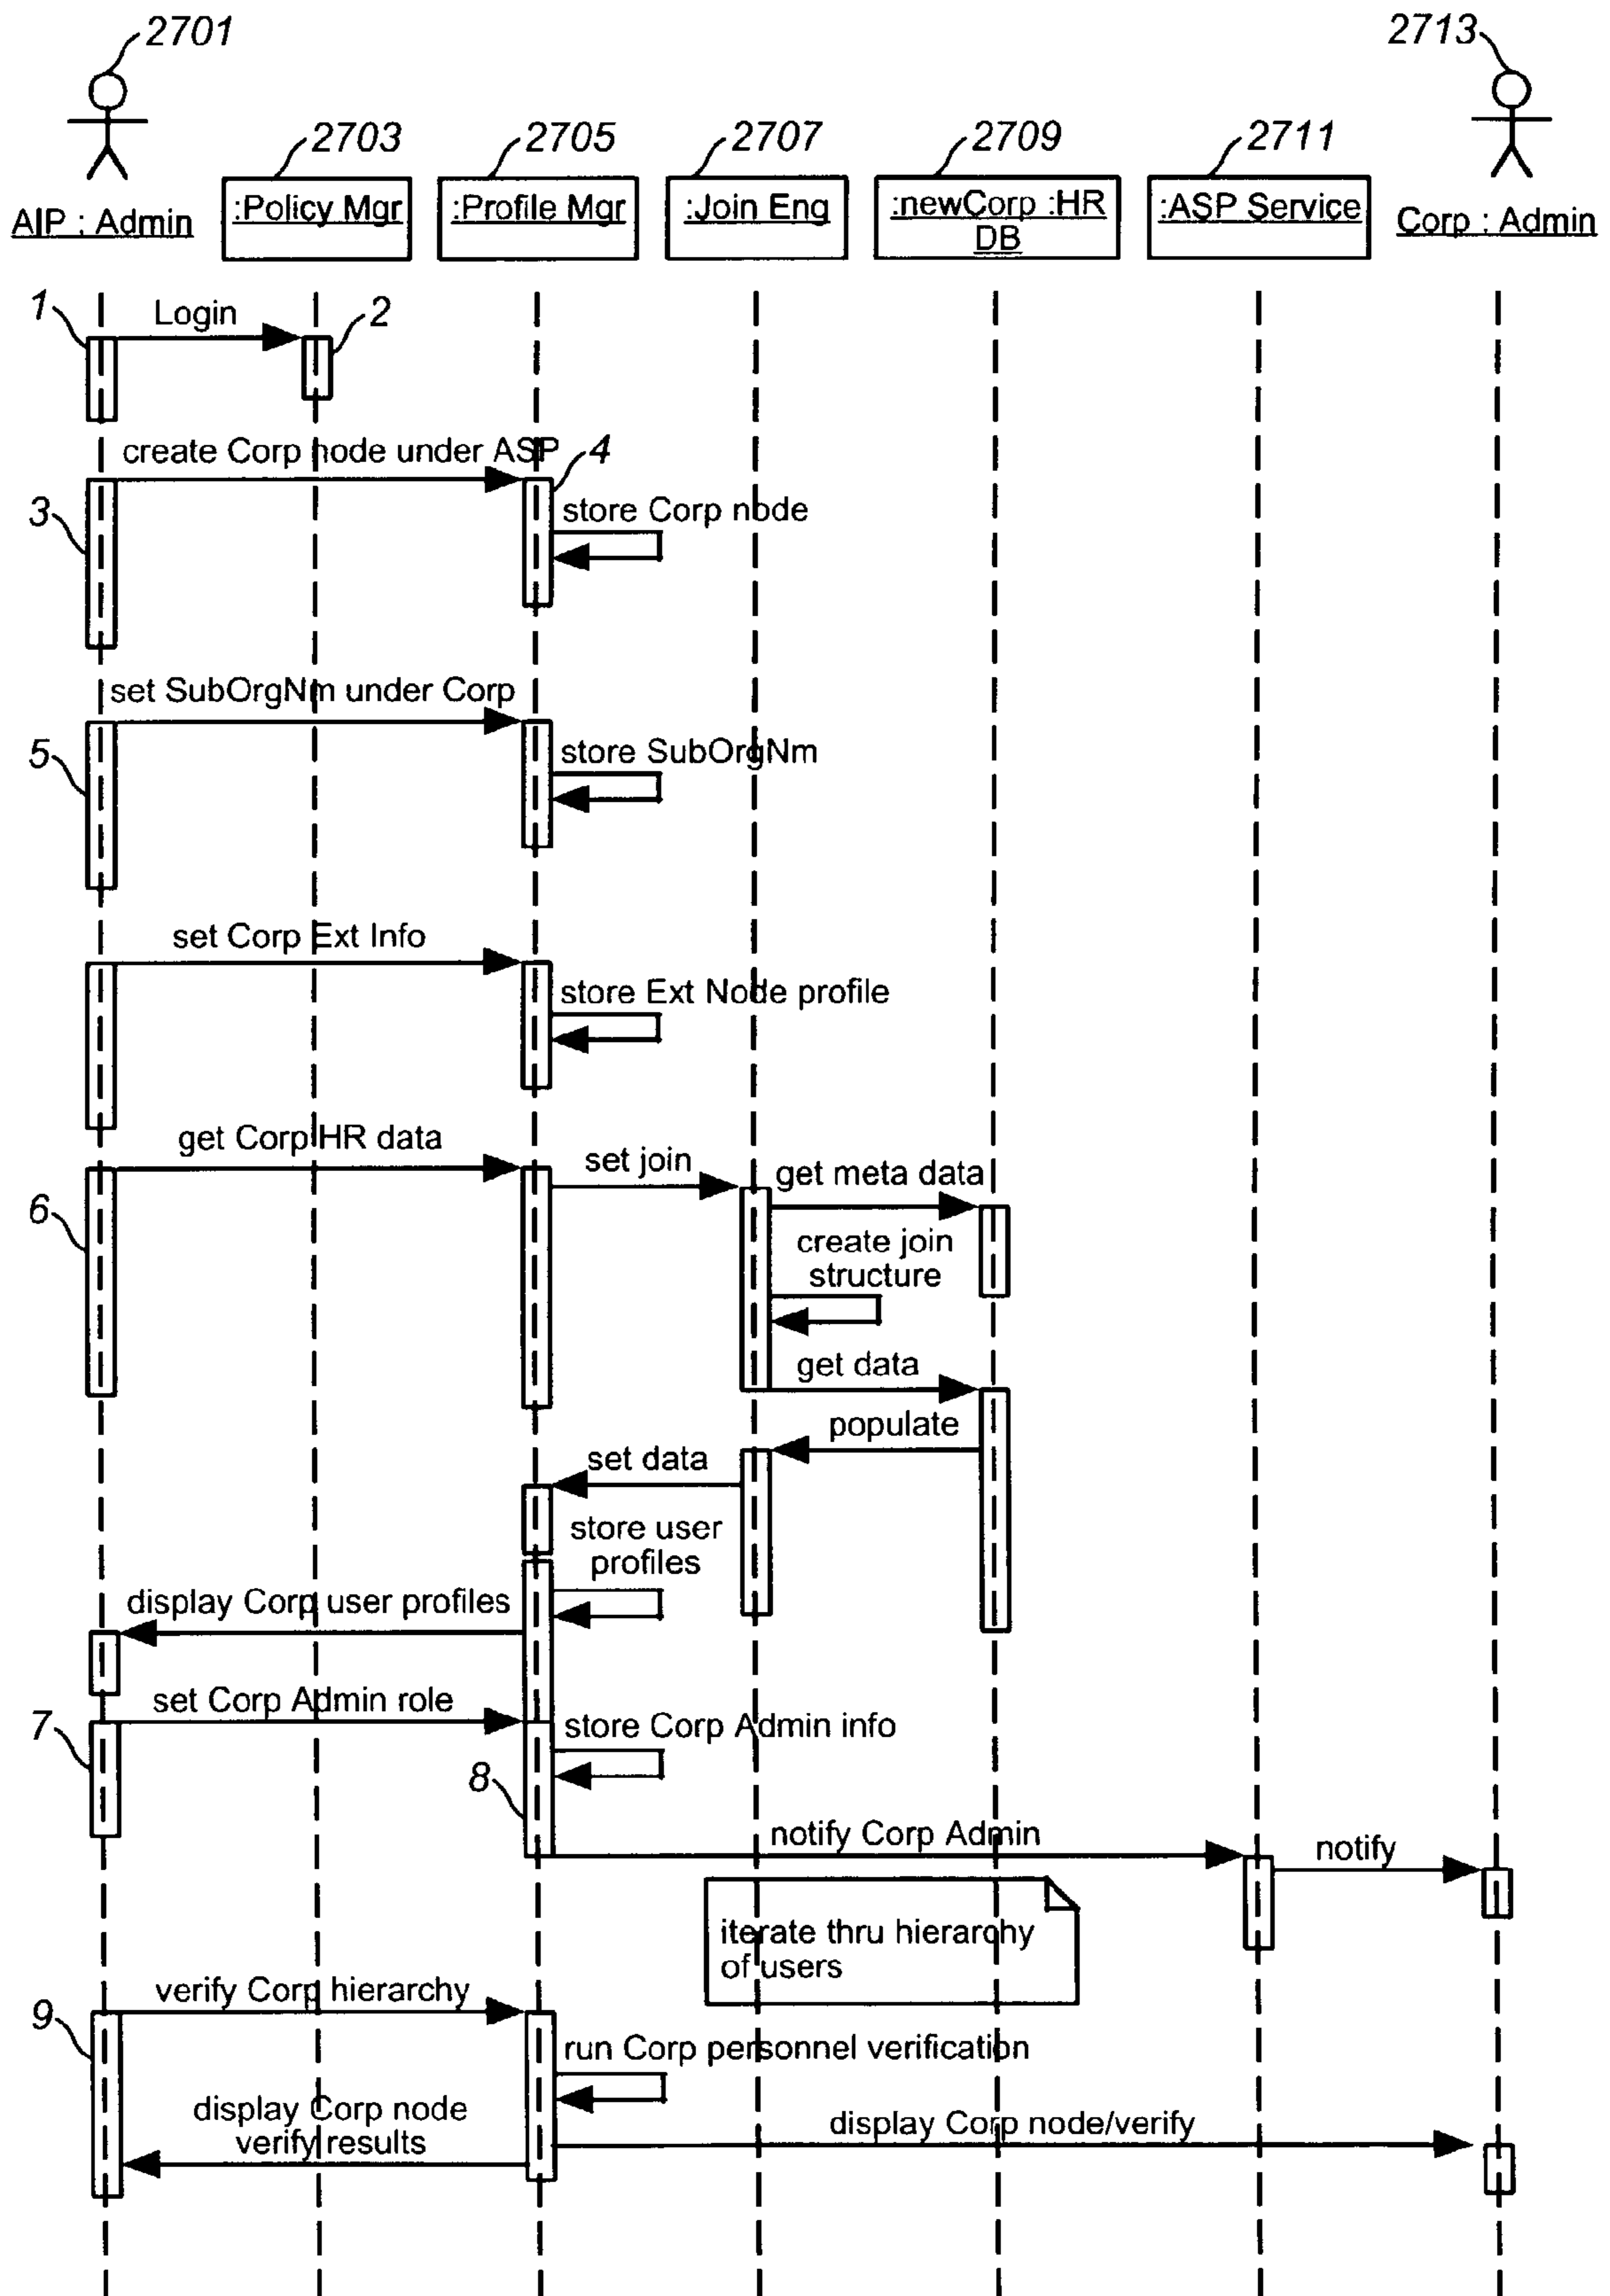 2701
2713
2703
2705
2707
2709
2711
AIP : Admin
:Policy Mgr
:Profile Mgr
:Join Eng
:newCorp :HR
DB
:ASP Service
Corp : Admin
1
Login
2
create Corp node under ASP
4
3
store Corp node
set SubOrgNm under Corp
5
store SubOrgNm
set Corp Ext Info
store Ext Node profile
get Corp HR data
set join
get meta data
6
create join
structure
get data
populate
set data
store user
profiles
display Corp user profiles
set Corp Admin role
7
store Corp Admin info
8
notify Corp Admin
notify
iterate thru hierarchy
of users
verify Corp hierarchy
9
run Corp personnel verification
display Corp node
verify results
display Corp node/verify